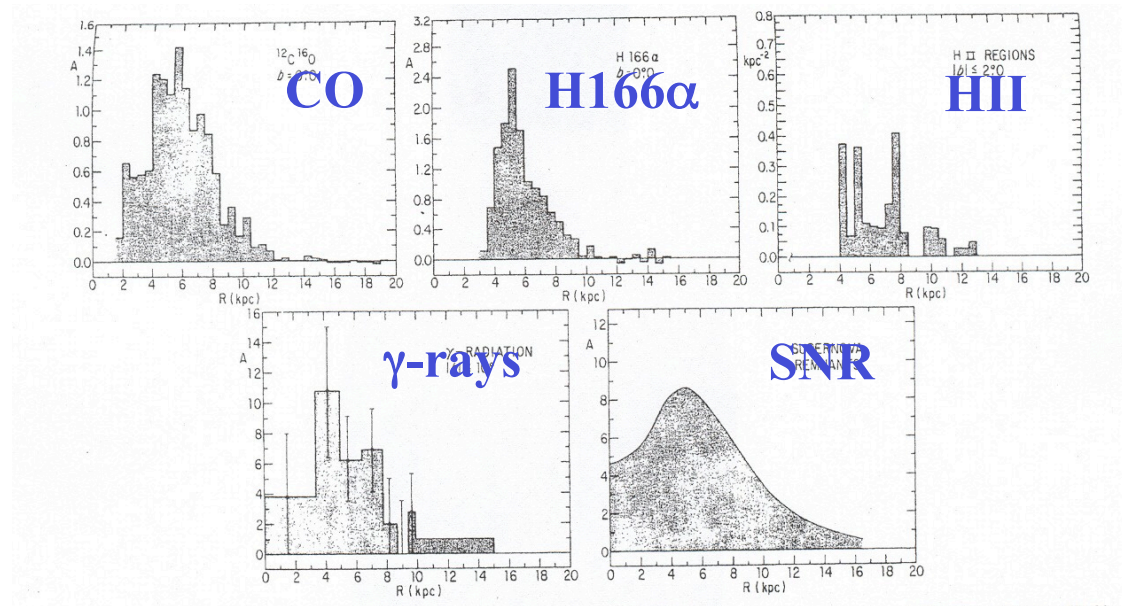 1.6
1.4
1.2
1.0
0.8
0.6
0.4
0.2
0.0
A
¹²C¹⁶O
CO
0 2 4 6 8 10 12 14 16 18 20
R (kpc)
3.2
2.8
2.4
2.0
1.6
1.2
0.8
0.4
0.0
A
H 166α
b=0°.0
H166α
0 2 4 6 8 10 12 14 16 18 20
R (kpc)
0.8
0.7
kpc⁻²
0.6
0.5
0.4
0.3
0.2
0.1
0.0
H II REGIONS
|b| ≤ 2°.0
HII
0 2 4 6 8 10 12 14 16 18 20
R (kpc)
16
14
12
10
8
6
4
2
0
A
γ-RADIATION
γ-rays
0 2 4 6 8 10 12 14 16 18 20
R (kpc)
12
10
8
6
4
2
0
A
SUPERNOVA
REMNANTS
SNR
0 2 4 6 8 10 12 14 16 18 20
R (kpc)